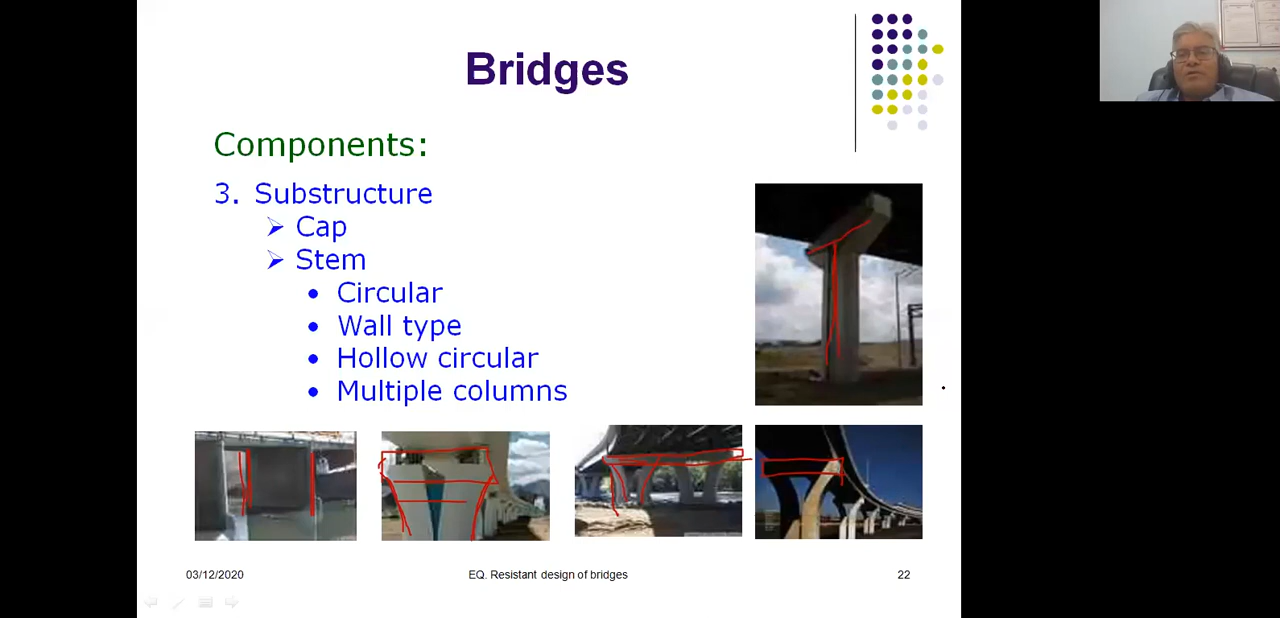 Bridges
Components:
3. Substructure
Cap
Stem
Circular
Wall type
Hollow circular
Multiple columns
03/12/2020
EQ. Resistant design of bridges
22